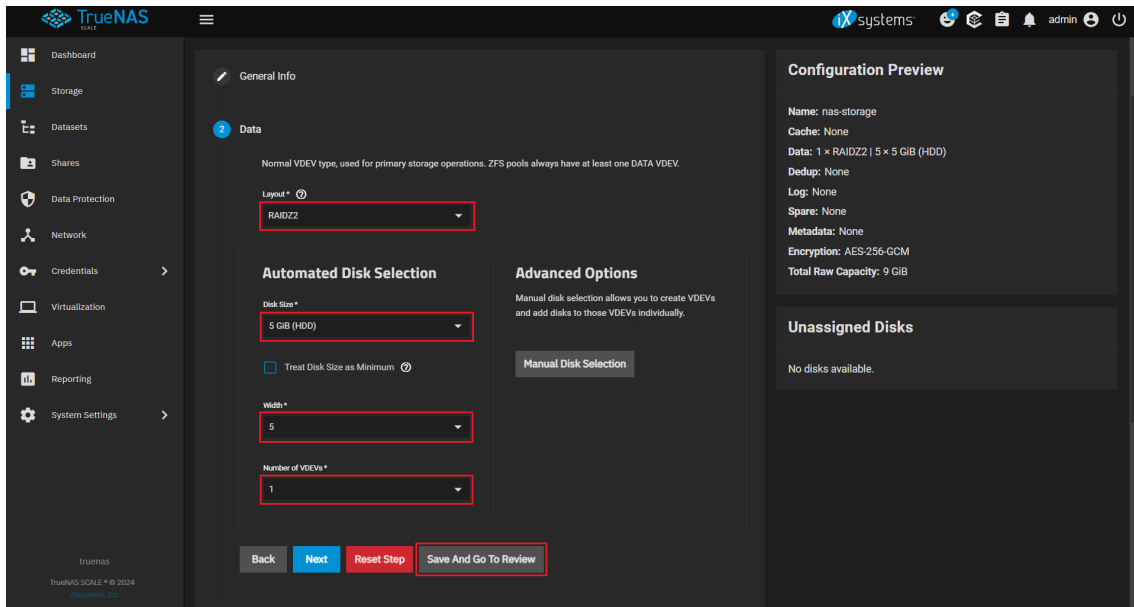 TrueNAS
SCALE
iXsystems
admin
Dashboard
Storage
Datasets
Shares
Data Protection
Network
Credentials
Virtualization
Apps
Reporting
System Settings
truenas
TrueNAS SCALE ® © 2024
iXsystems, Inc
General Info
2 Data
Normal VDEV type, used for primary storage operations. ZFS pools always have at least one DATA VDEV.
Layout *
RAIDZ2
Automated Disk Selection
Disk Size *
5 GiB (HDD)
Treat Disk Size as Minimum
Width *
5
Number of VDEVs *
1
Advanced Options
Manual disk selection allows you to create VDEVs
and add disks to those VDEVs individually.
Manual Disk Selection
Back
Next
Reset Step
Save And Go To Review
Configuration Preview
Name: nas-storage
Cache: None
Data: 1 × RAIDZ2 | 5 × 5 GiB (HDD)
Dedup: None
Log: None
Spare: None
Metadata: None
Encryption: AES-256-GCM
Total Raw Capacity: 9 GiB
Unassigned Disks
No disks available.